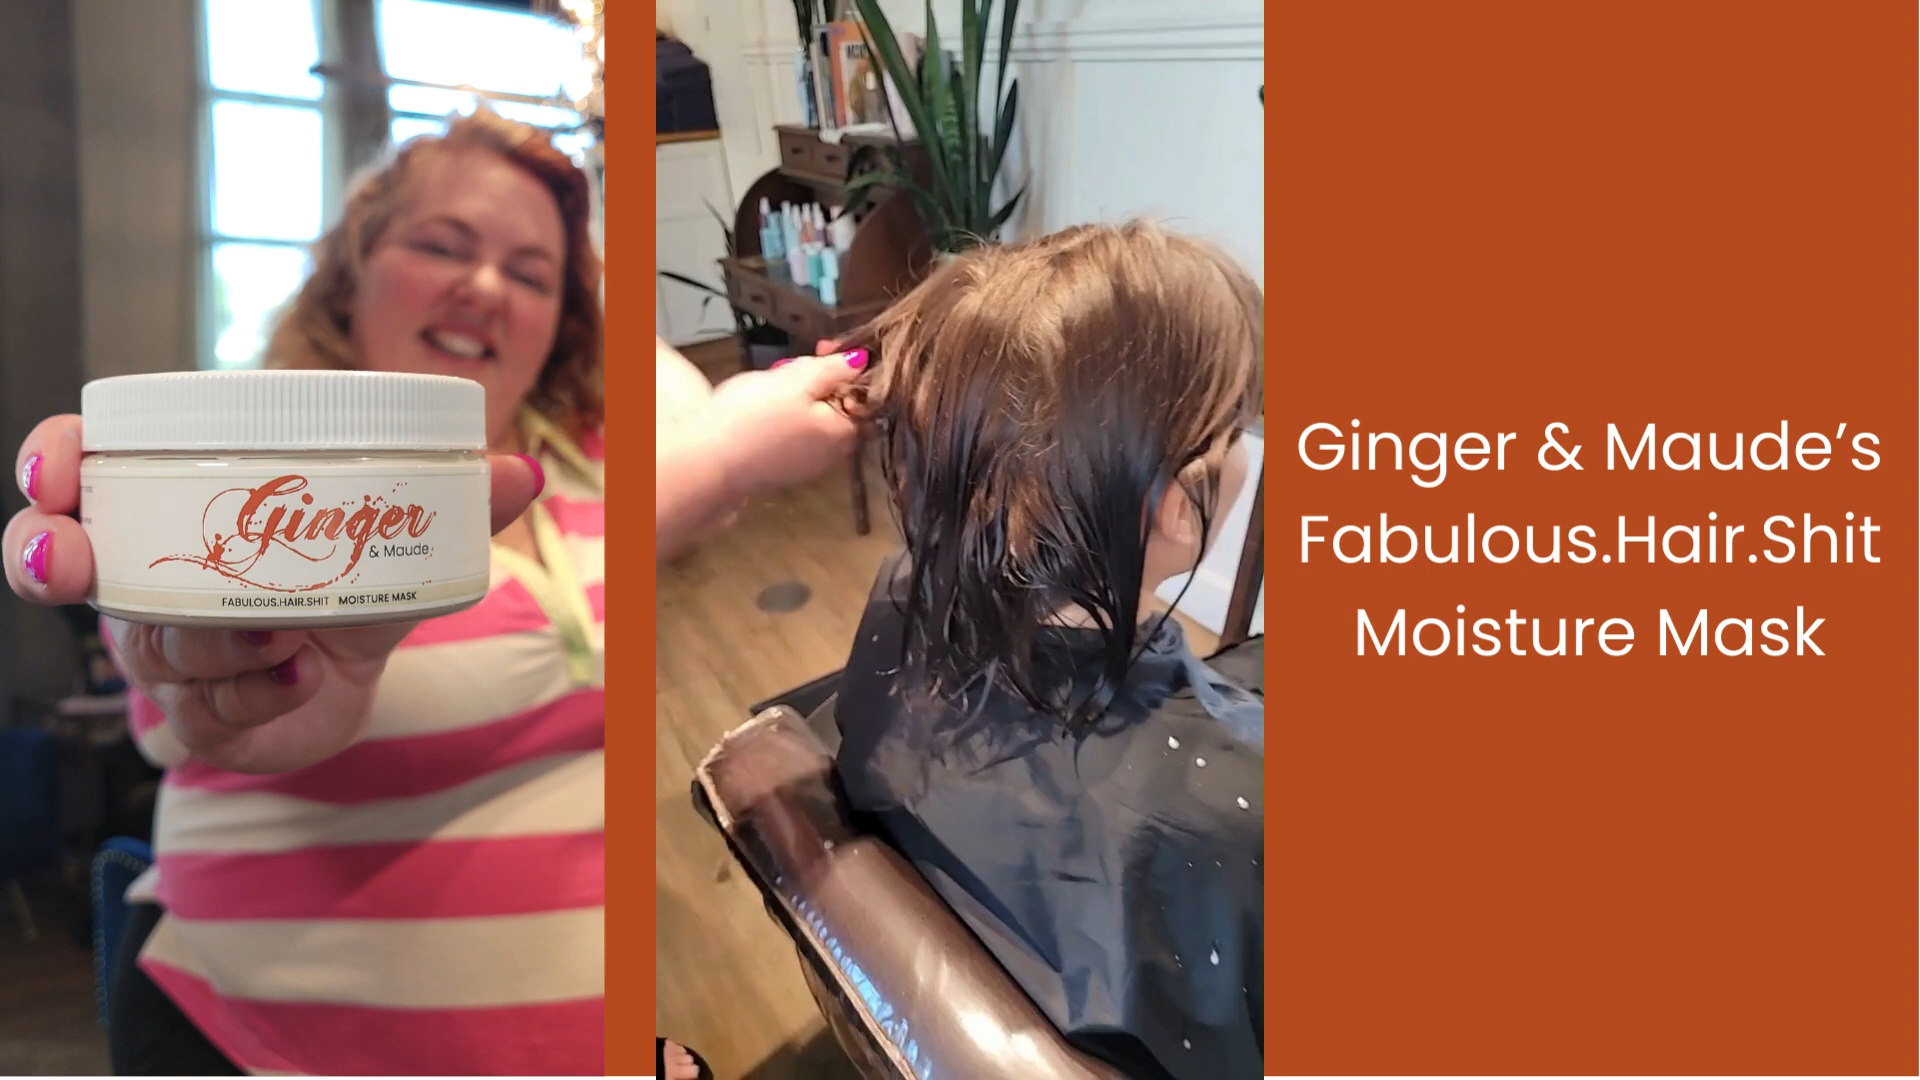 Ginger
& Maude
FABULOUS.HAIR.SHIT MOISTURE MASK
Ginger & Maude’s
Fabulous.Hair.Shit
Moisture Mask